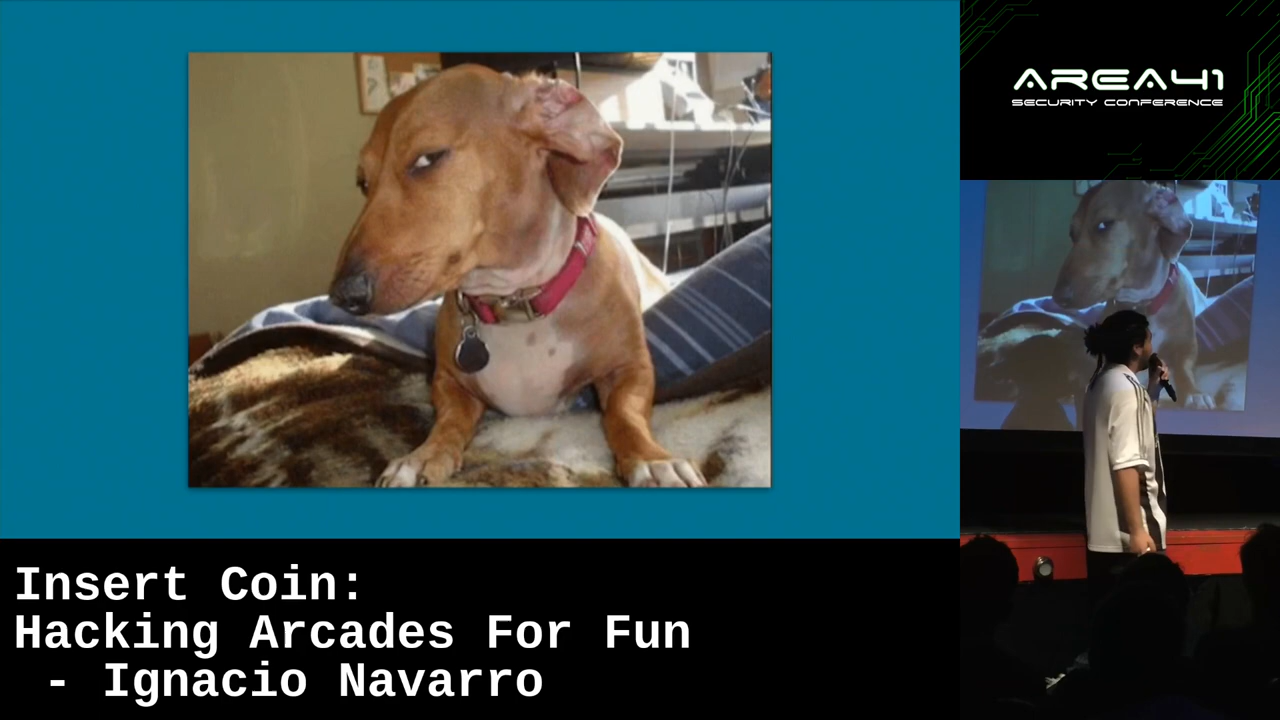 AREA41
SECURITY CONFERENCE
Insert Coin:
Hacking Arcades For Fun
- Ignacio Navarro